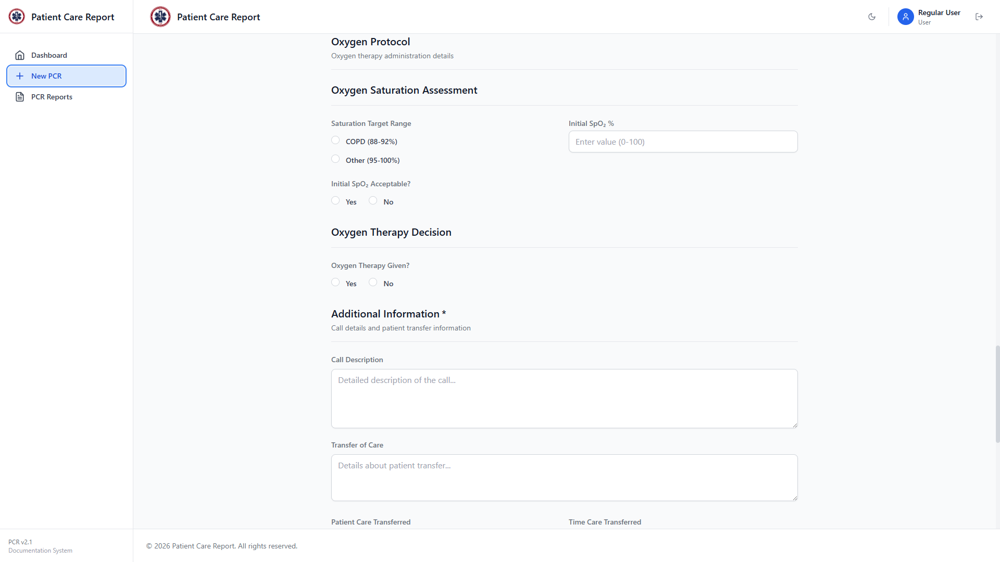 Patient Care Report
Patient Care Report
Regular User
User
Dashboard
New PCR
PCR Reports
Oxygen Protocol
Oxygen therapy administration details
Oxygen Saturation Assessment
Saturation Target Range
Initial SpO₂ %
COPD (88-92%)
Enter value (0-100)
Other (95-100%)
Initial SpO₂ Acceptable?
Yes No
Oxygen Therapy Decision
Oxygen Therapy Given?
Yes No
Additional Information *
Call details and patient transfer information
Call Description
Detailed description of the call...
Transfer of Care
Details about patient transfer...
Patient Care Transferred
Time Care Transferred
PCR v2.1
Documentation System
© 2026 Patient Care Report. All rights reserved.